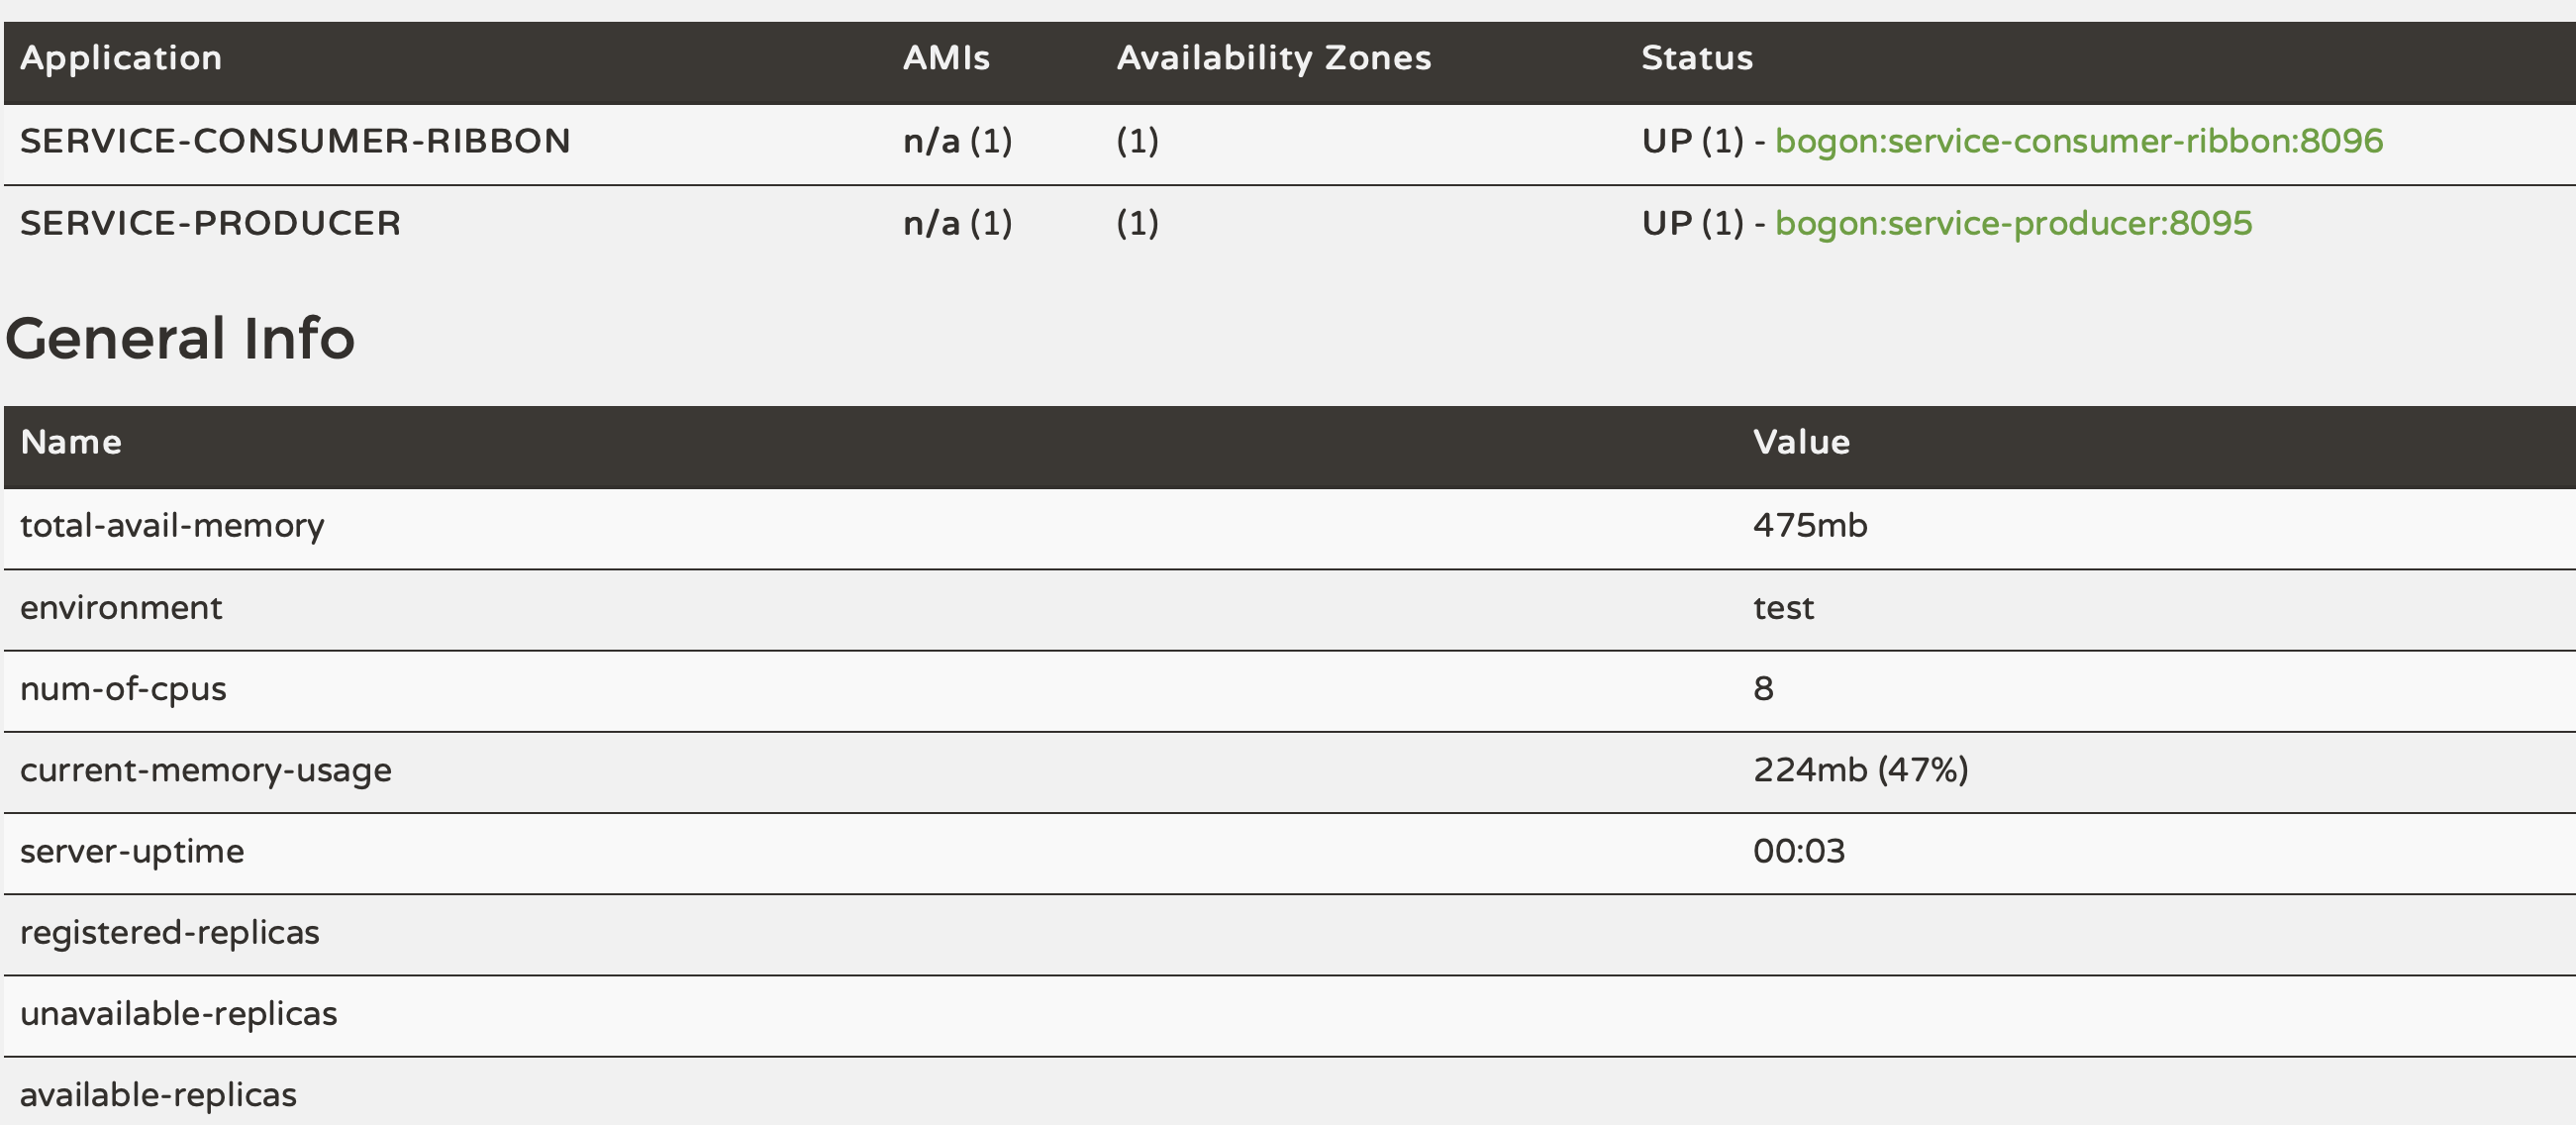 Application AMIs Availability Zones Status
SERVICE-CONSUMER-RIBBON n/a (1) (1) UP (1) - bogon:service-consumer-ribbon:8096
SERVICE-PRODUCER n/a (1) (1) UP (1) - bogon:service-producer:8095
General Info
Name Value
total-avail-memory 475mb
environment test
num-of-cpus 8
current-memory-usage 224mb (47%)
server-uptime 00:03
registered-replicas
unavailable-replicas
available-replicas